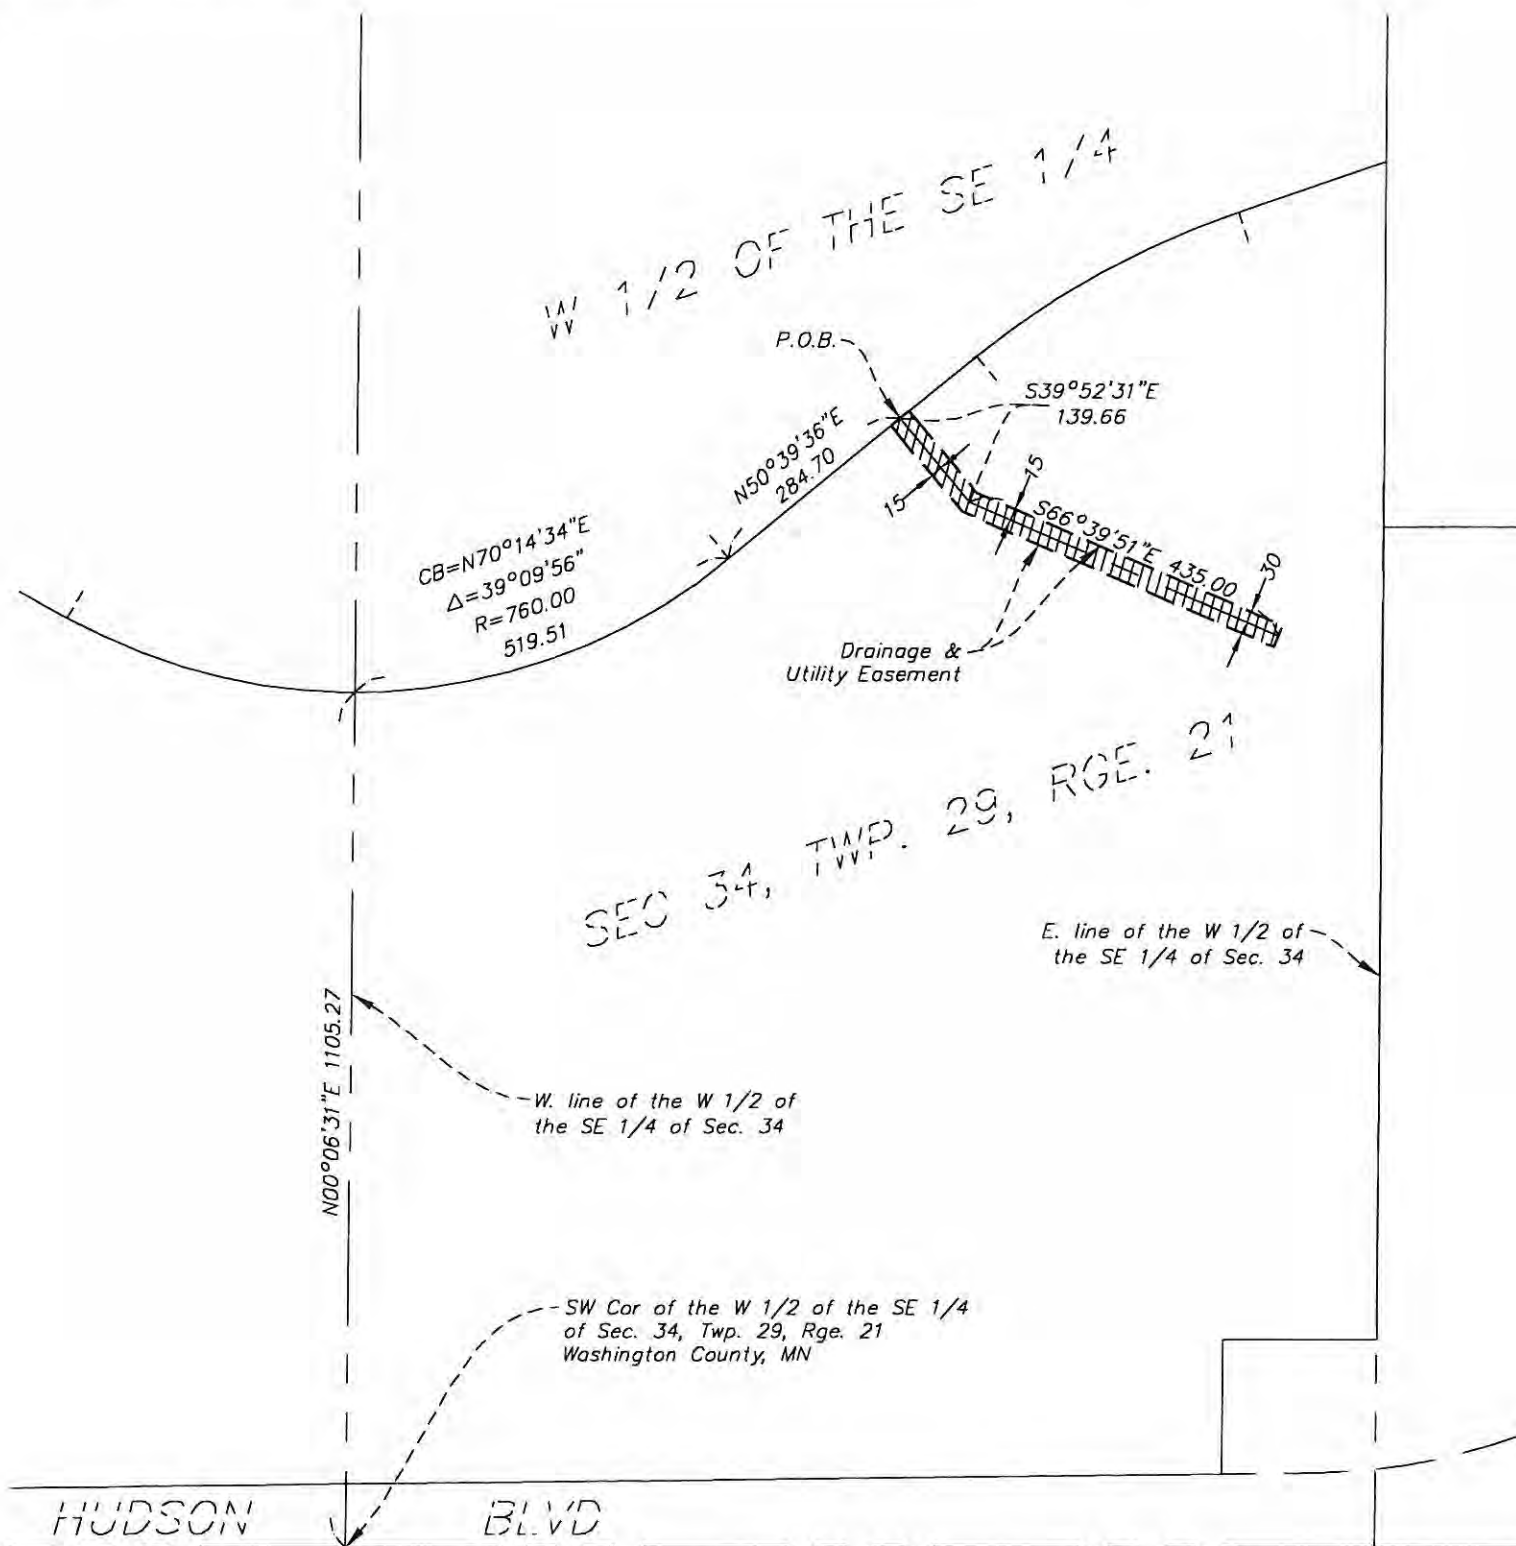 W 1/2 OF THE SE 1/4
P.O.B.
S39°52'31"E
139.66
N50°39'36"E
284.70
15
15
S66°39'51"E 435.00
30
CB=N70°14'34"E
Δ=39°09'56"
R=760.00
519.51
Drainage &
Utility Easement
SEC 34, TWP. 29, RGE. 21
E. line of the W 1/2 of
the SE 1/4 of Sec. 34
N00°06'31"E 1105.27
W. line of the W 1/2 of
the SE 1/4 of Sec. 34
SW Cor of the W 1/2 of the SE 1/4
of Sec. 34, Twp. 29, Rge. 21
Washington County, MN
HUDSON BLVD